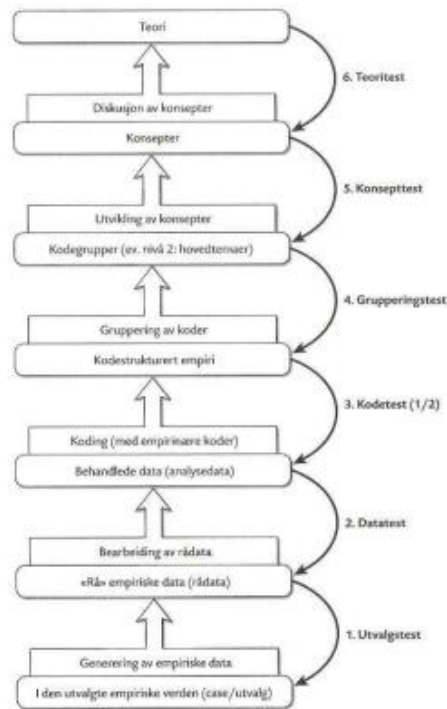 Teori
6. Teoritest
Diskusjon av konsepter
Konsepter
5. Konsepttest
Utvikling av konsepter
Kodegrupper (ev. nivå 2: hovedtemaer)
4. Grupperingstest
Gruppering av koder
Kodestrukturert empiri
3. Kodetest (1/2)
Koding (med empirinære koder)
Behandlede data (analysedata)
2. Datatest
Bearbeiding av rådata
«Rå» empiriske data (rådata)
1. Utvalgstest
Generering av empiriske data
I den utvalgte empiriske verden (case/utvalg)